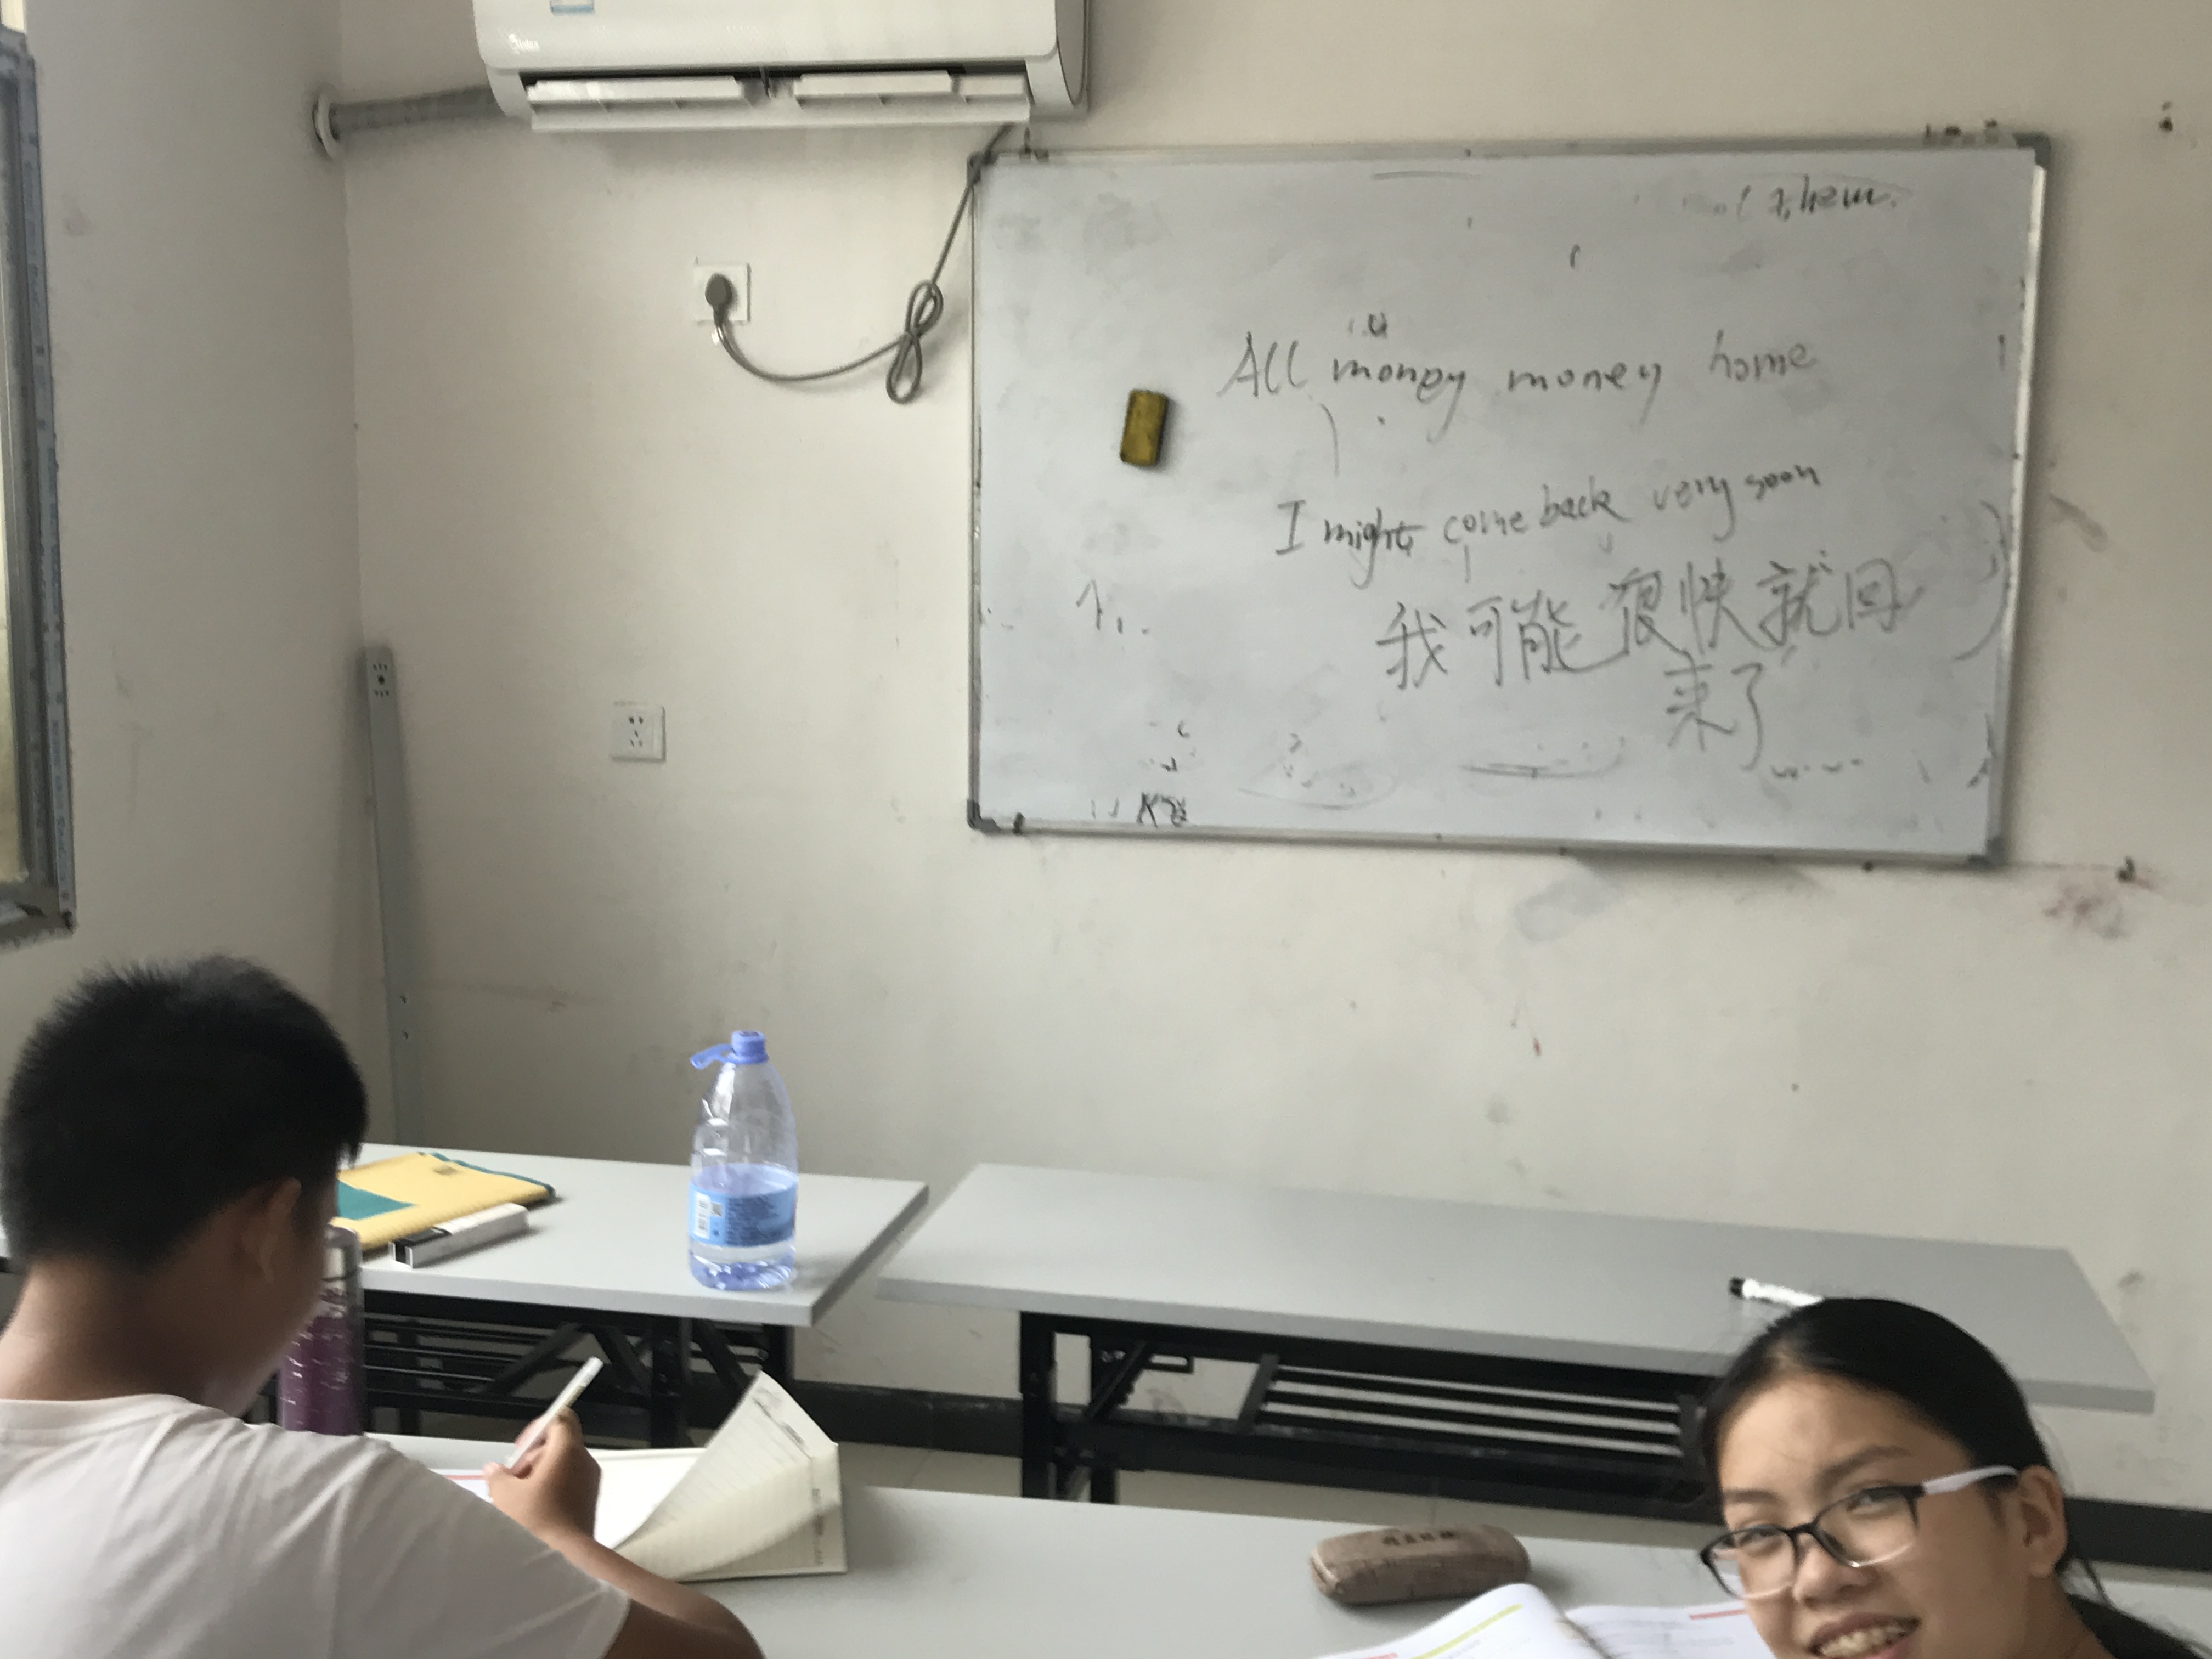 them.
All money money home
I might come back very soon
我可能很快就回
来了